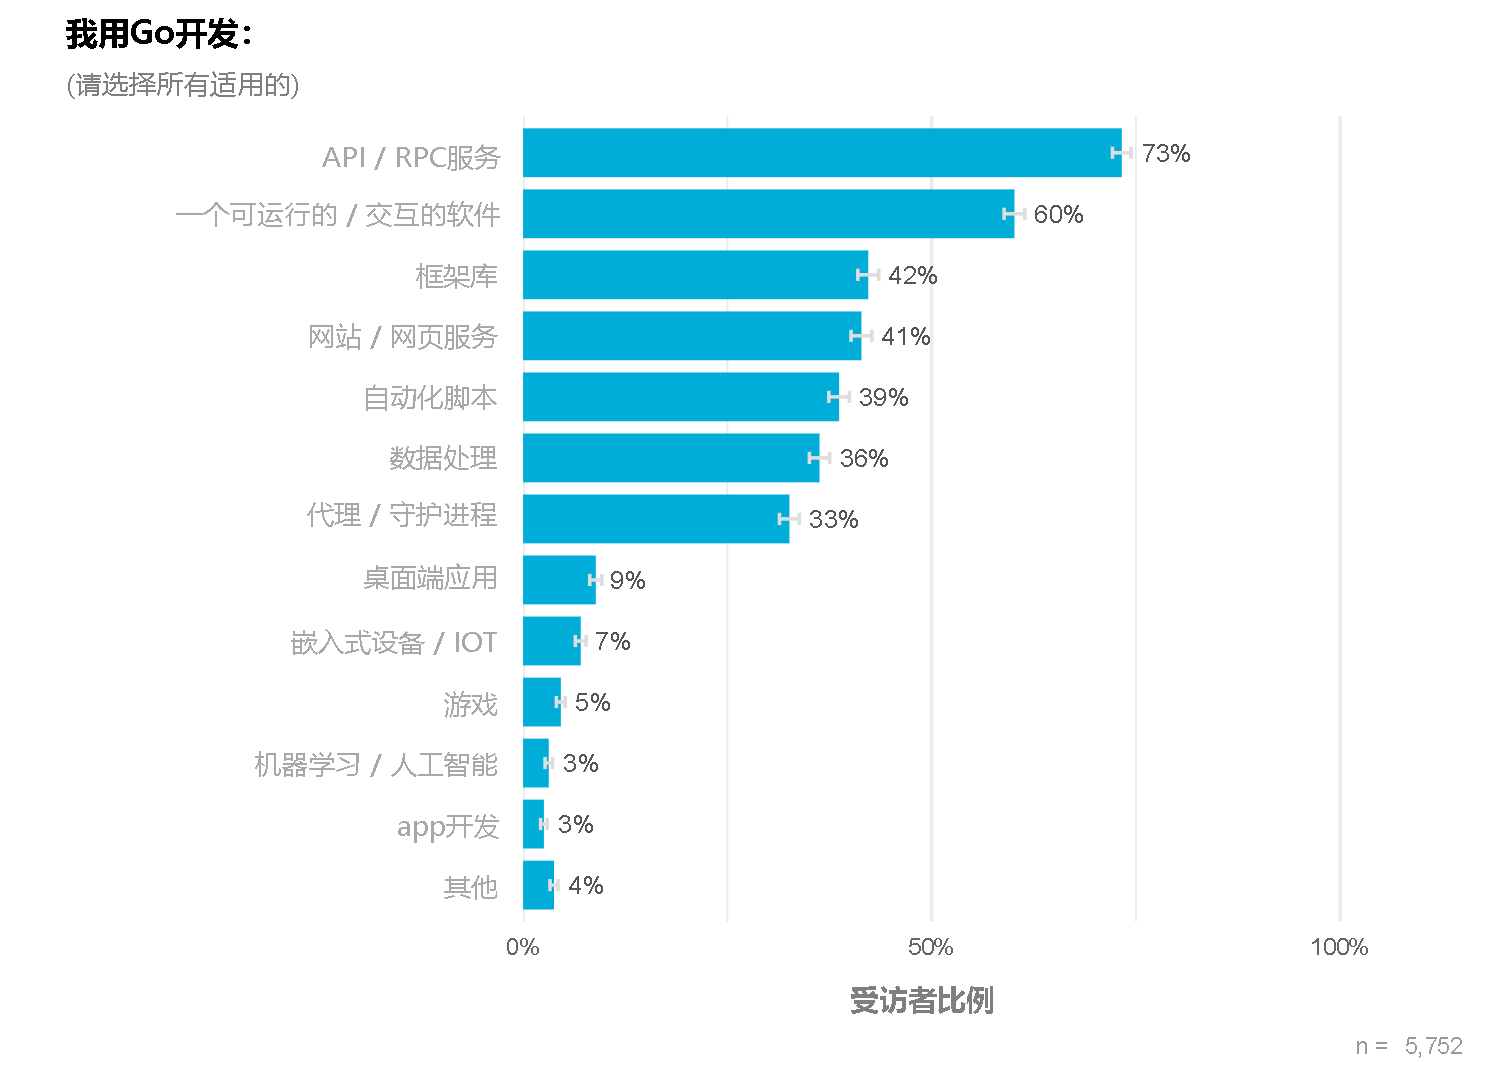 我用Go开发：
(请选择所有适用的)
API / RPC服务 73%
一个可运行的 / 交互的软件 60%
框架库 42%
网站 / 网页服务 41%
自动化脚本 39%
数据处理 36%
代理 / 守护进程 33%
桌面端应用 9%
嵌入式设备 / IOT 7%
游戏 5%
机器学习 / 人工智能 3%
app开发 3%
其他 4%
0% 50% 100%
受访者比例
n = 5,752